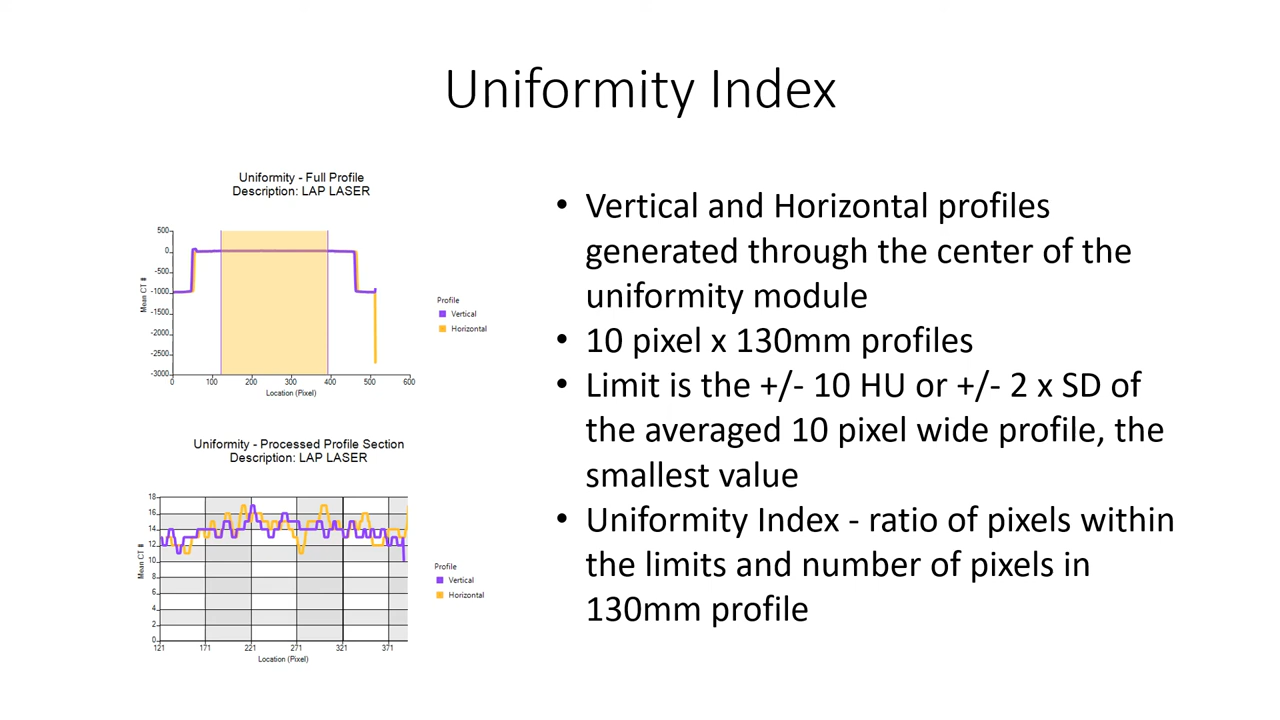 Uniformity Index
Uniformity - Full Profile
Description: LAP LASER
500
0
-500
-1000
-1500
-2000
-2500
-3000
Mean CT #
0 100 200 300 400 500 600
Location (Pixel)
Profile
Vertical
Horizontal
Uniformity - Processed Profile Section
Description: LAP LASER
18
16
14
12
10
8
6
4
2
0
Mean CT #
121 171 221 271 321 371
Location (Pixel)
Profile
Vertical
Horizontal
• Vertical and Horizontal profiles
generated through the center of the
uniformity module
• 10 pixel x 130mm profiles
• Limit is the +/- 10 HU or +/- 2 x SD of
the averaged 10 pixel wide profile, the
smallest value
• Uniformity Index - ratio of pixels within
the limits and number of pixels in
130mm profile